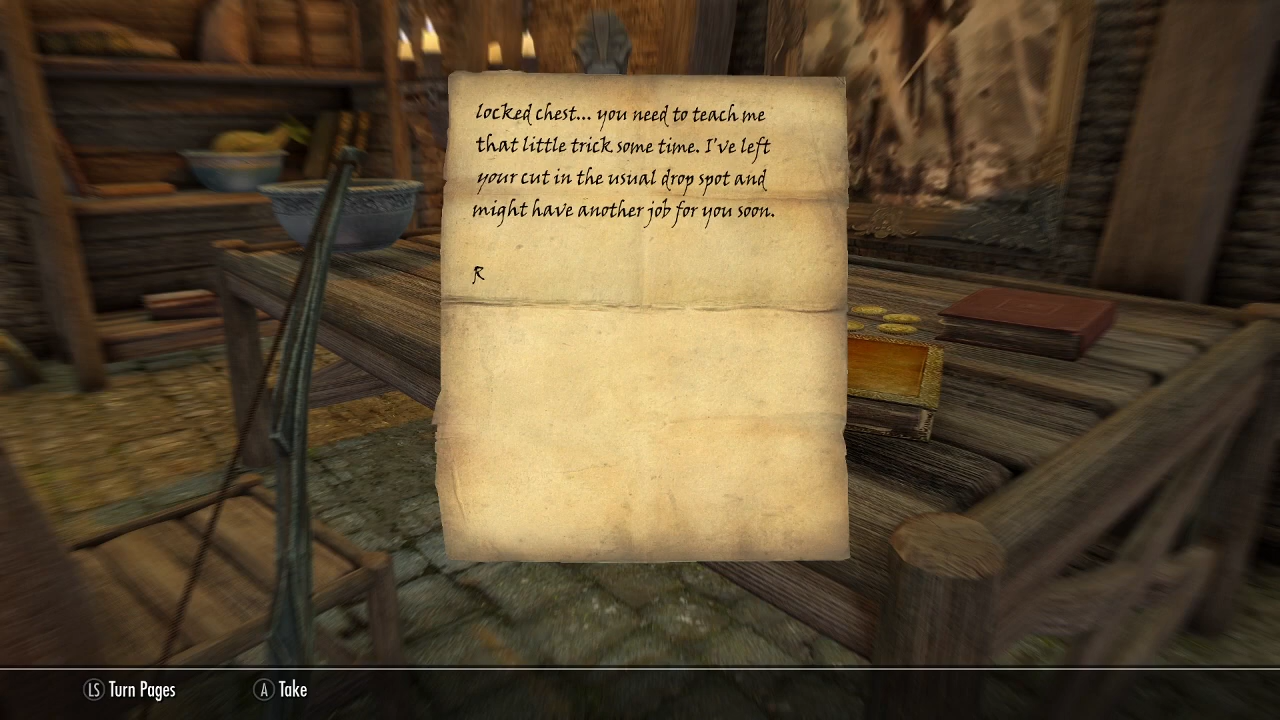 locked chest... you need to teach me
that little trick some time. I've left
your cut in the usual drop spot and
might have another job for you soon.
R
LS Turn Pages
A Take